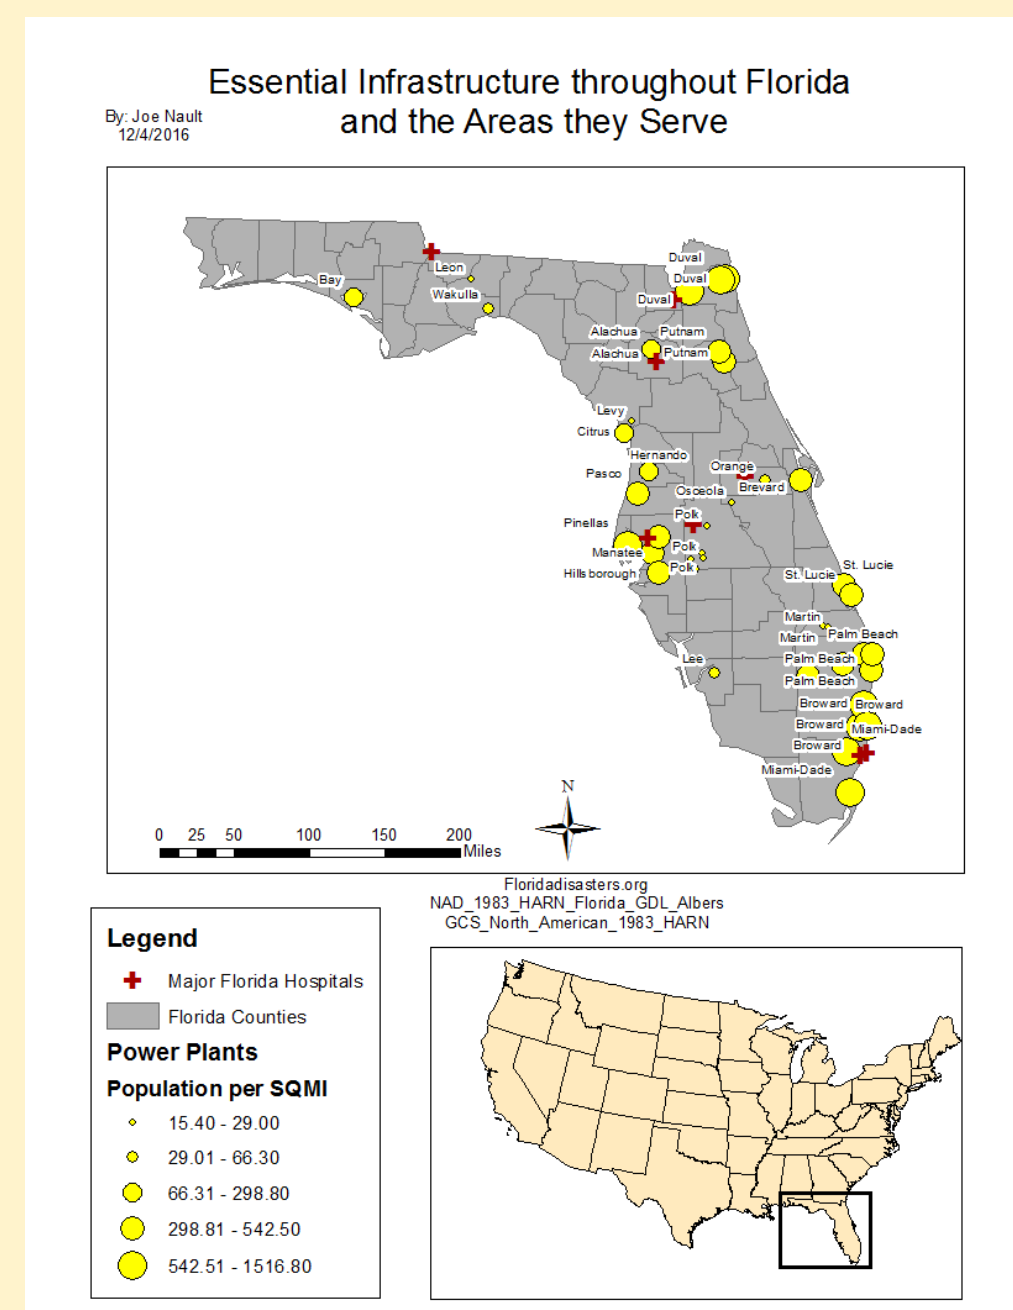 Essential Infrastructure throughout Florida
and the Areas they Serve
By: Joe Nault
12/4/2016
Duval
Leon
Duval
Bay
Wakulla
Duval
Alachua
Putnam
Alachua
Putnam
Levy
Citrus
Hernando
Orange
Pasco
Brevard
Osceola
Polk
Pinellas
Polk
Manatee
St. Lucie
Polk
Hillsborough
St. Lucie
Martin
Palm Beach
Martin
Lee
Palm Beach
Palm Beach
Broward
Broward
Broward
Miami-Dade
Broward
Miami-Dade
N
0 25 50 100 150 200
Miles
Floridadisasters.org
NAD_1983_HARN_Florida_GDL_Albers
GCS_North_American_1983_HARN
Legend
Major Florida Hospitals
Florida Counties
Power Plants
Population per SQMI
15.40 - 29.00
29.01 - 66.30
66.31 - 298.80
298.81 - 542.50
542.51 - 1516.80